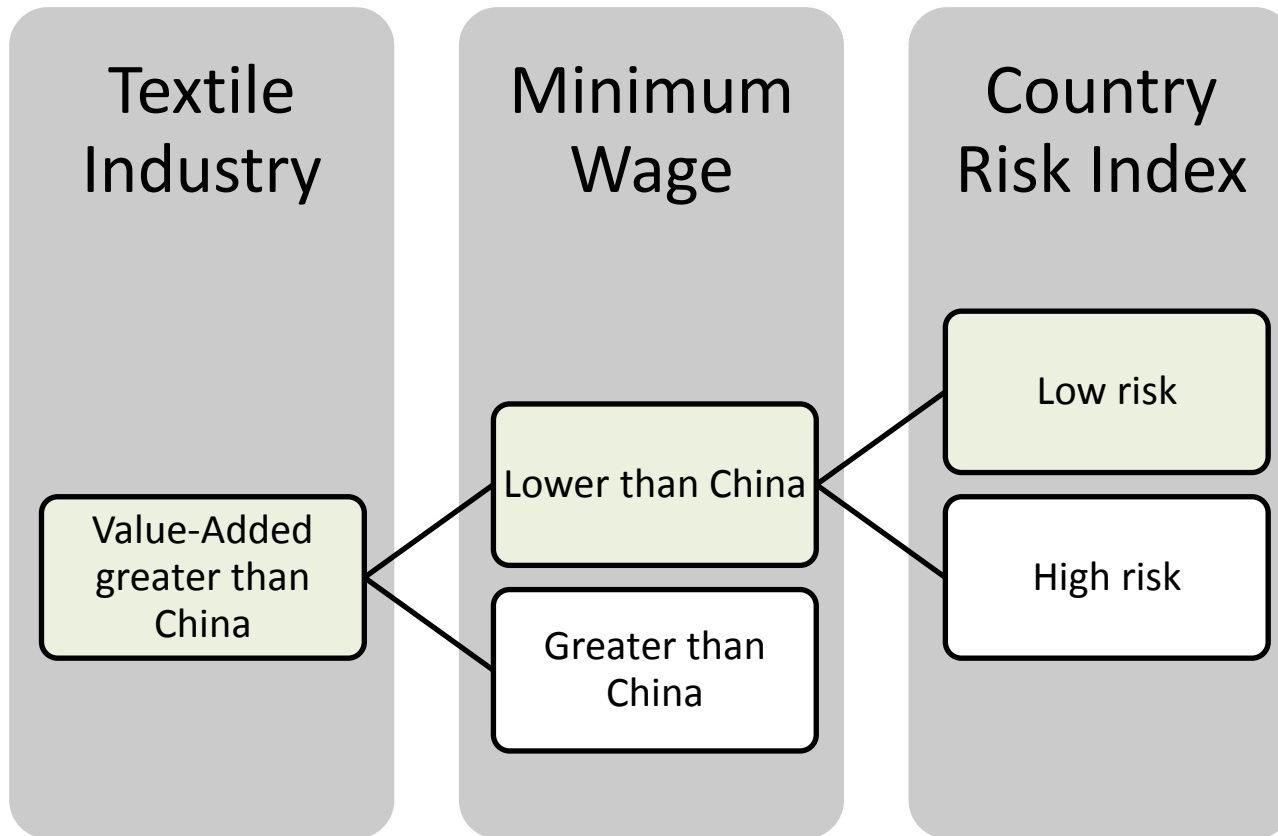 Textile
Industry
Minimum
Wage
Country
Risk Index
Value-Added
greater than
China
Lower than China
Greater than
China
Low risk
High risk